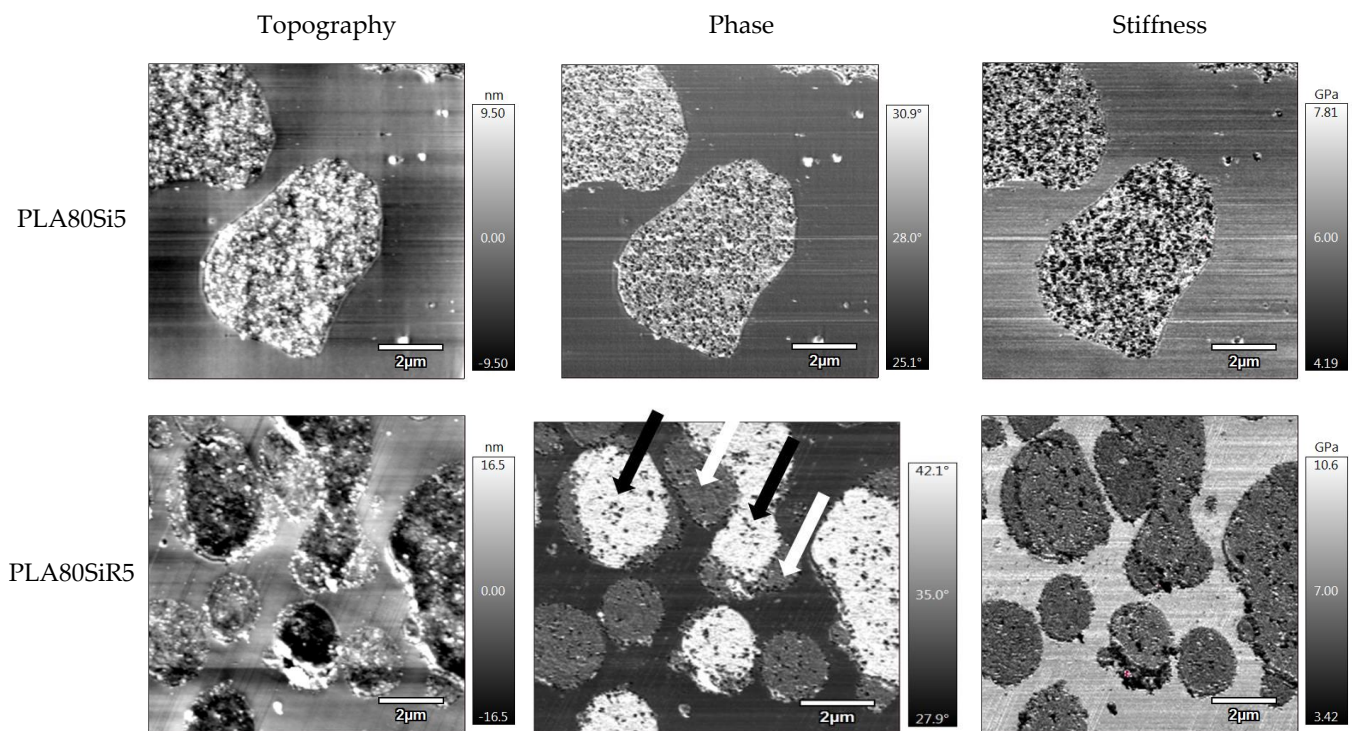 Topography
Phase
Stiffness
PLA80Si5
nm
9.50
0.00
-9.50
2µm
30.9°
28.0°
25.1°
2µm
GPa
7.81
6.00
4.19
2µm
PLA80SiR5
nm
16.5
0.00
-16.5
2µm
42.1°
35.0°
27.9°
2µm
GPa
10.6
7.00
3.42
2µm